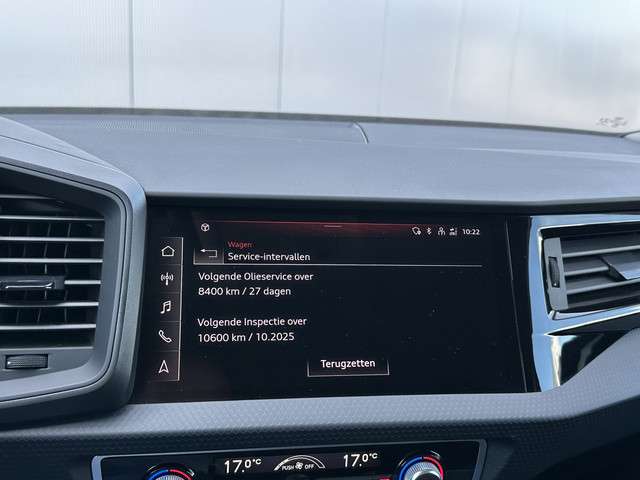 10:22
Wagen
Service-intervallen
Volgende Olieservice over
8400 km / 27 dagen
Volgende Inspectie over
10600 km / 10.2025
Terugzetten
17.0°C PUSH OFF 17.0°C